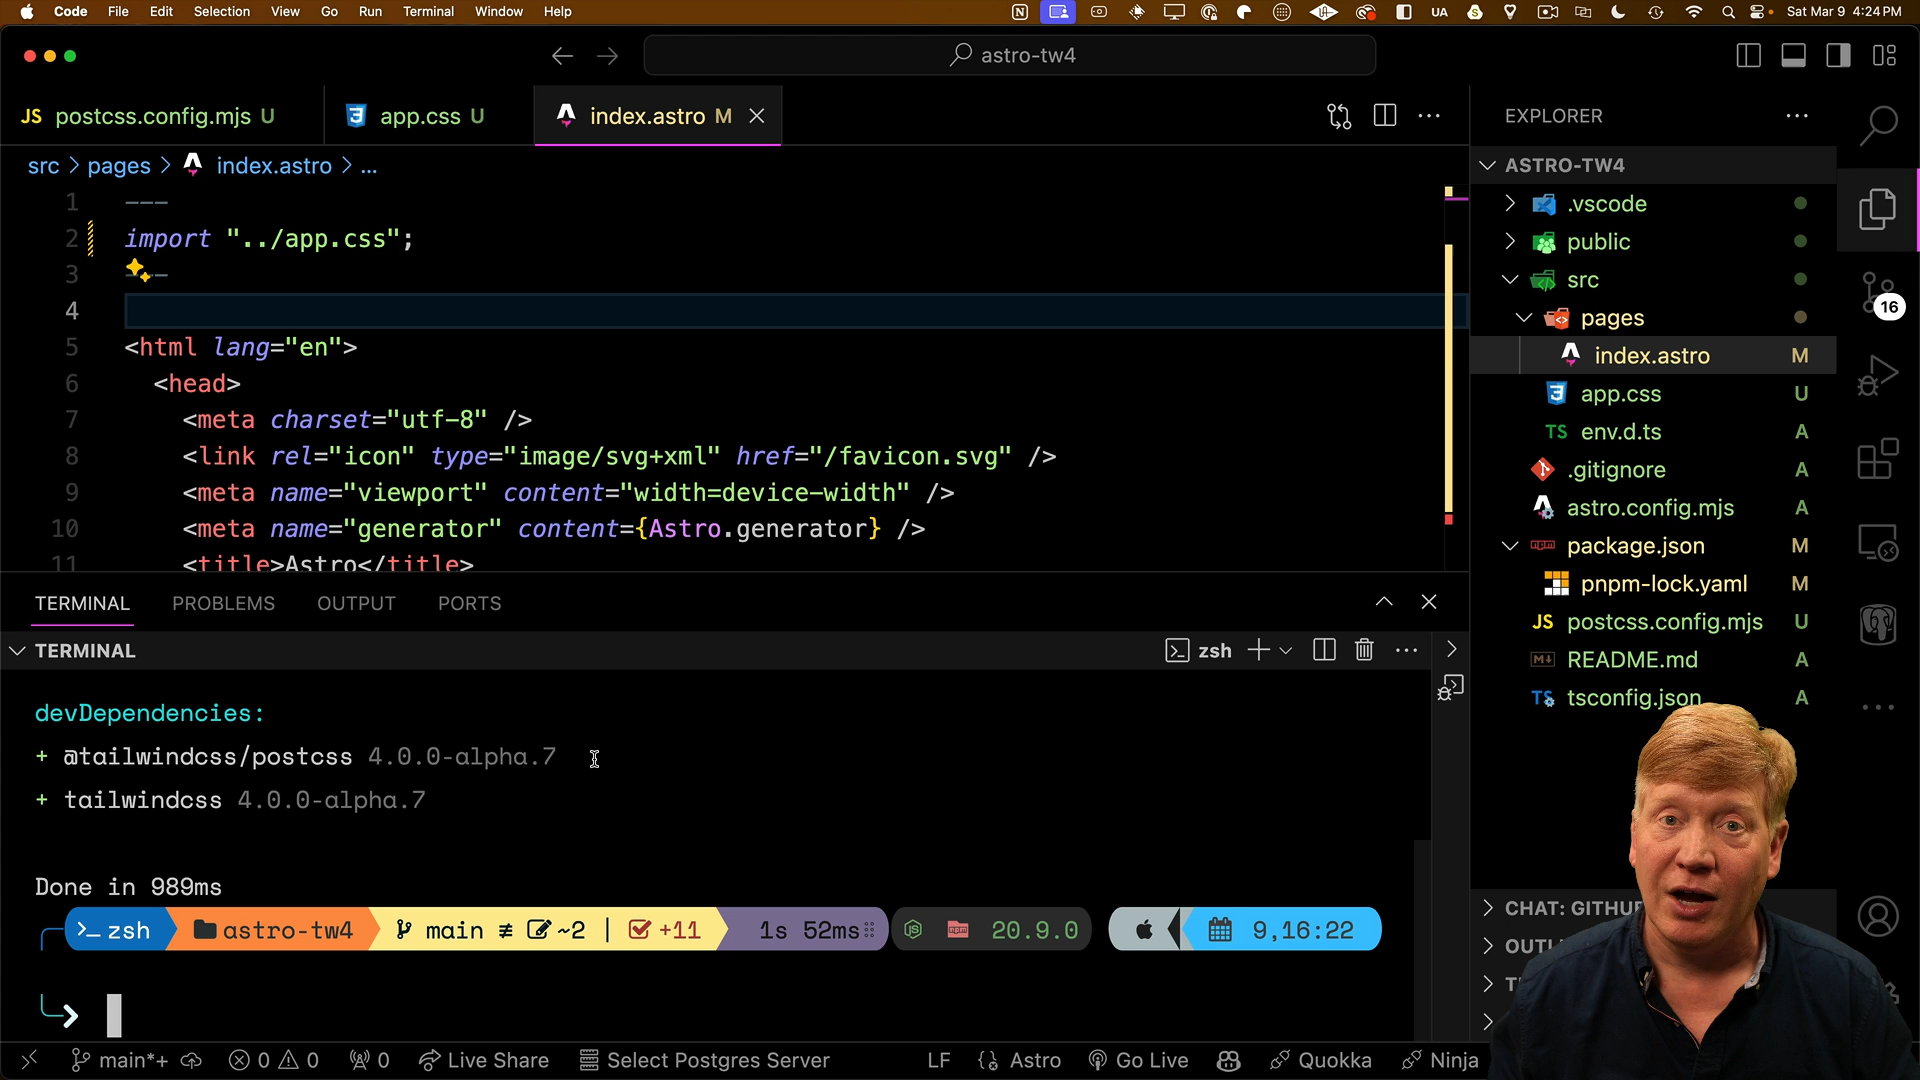 Code File Edit Selection View Go Run Terminal Window Help UA Sat Mar 9 4:24 PM
astro-tw4
JS postcss.config.mjs U app.css U index.astro M
src > pages > index.astro > ...
1 ---
2 import "../app.css";
3
4
5 <html lang="en">
6 <head>
7 <meta charset="utf-8" />
8 <link rel="icon" type="image/svg+xml" href="/favicon.svg" />
9 <meta name="viewport" content="width=device-width" />
10 <meta name="generator" content={Astro.generator} />
11 <title>Astro</title>
TERMINAL PROBLEMS OUTPUT PORTS
TERMINAL
zsh
devDependencies:
+ @tailwindcss/postcss 4.0.0-alpha.7
+ tailwindcss 4.0.0-alpha.7
Done in 989ms
zsh astro-tw4 main ≢ ~2 | +11 1s 52ms 20.9.0 9,16:22
EXPLORER
ASTRO-TW4
.vscode
public
src
pages
index.astro M
app.css U
TS env.d.ts A
.gitignore A
astro.config.mjs A
package.json M
pnpm-lock.yaml M
JS postcss.config.mjs U
README.md A
TS tsconfig.json A
16
CHAT: GITHU
OUTL
T
main*+ 0 0 0 Live Share Select Postgres Server LF Astro Go Live Quokka Ninja